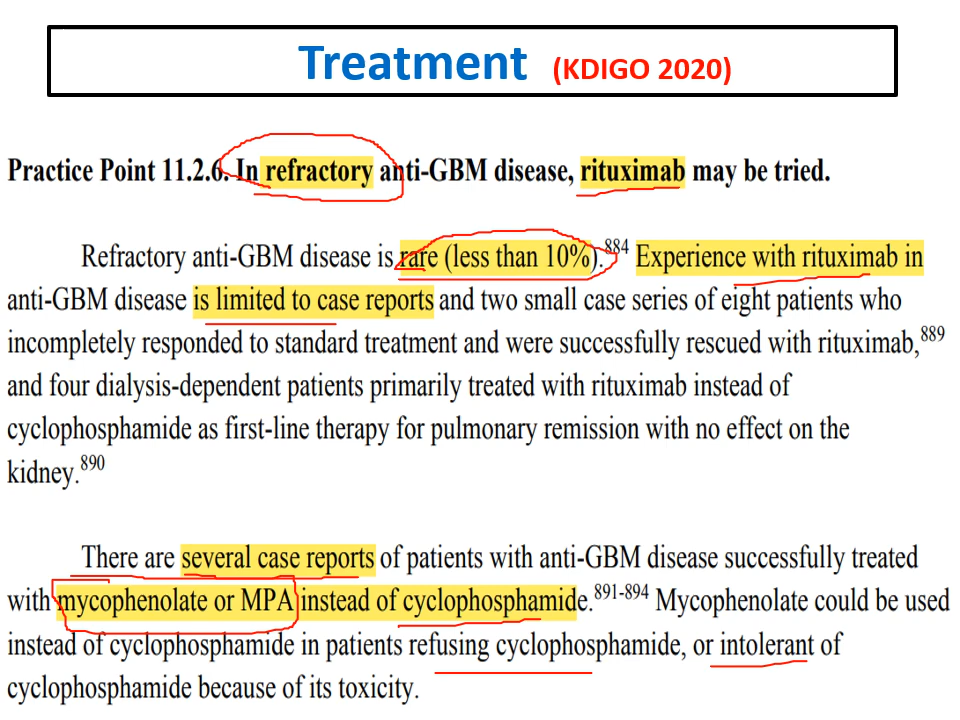 Treatment (KDIGO 2020)
Practice Point 11.2.6. In refractory anti-GBM disease, rituximab may be tried.
Refractory anti-GBM disease is rare (less than 10%).884 Experience with rituximab in
anti-GBM disease is limited to case reports and two small case series of eight patients who
incompletely responded to standard treatment and were successfully rescued with rituximab,889
and four dialysis-dependent patients primarily treated with rituximab instead of
cyclophosphamide as first-line therapy for pulmonary remission with no effect on the
kidney.890
There are several case reports of patients with anti-GBM disease successfully treated
with mycophenolate or MPA instead of cyclophosphamide.891-894 Mycophenolate could be used
instead of cyclophosphamide in patients refusing cyclophosphamide, or intolerant of
cyclophosphamide because of its toxicity.